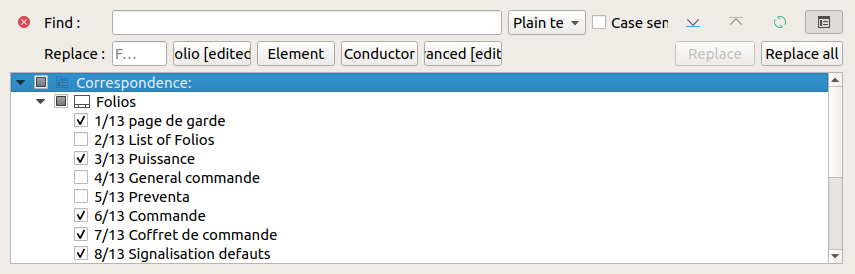 Find : Plain te Case sen
Replace : F... olio [edited Element Conductor anced [edit Replace Replace all
Correspondence:
Folios
1/13 page de garde
2/13 List of Folios
3/13 Puissance
4/13 General commande
5/13 Preventa
6/13 Commande
7/13 Coffret de commande
8/13 Signalisation defauts